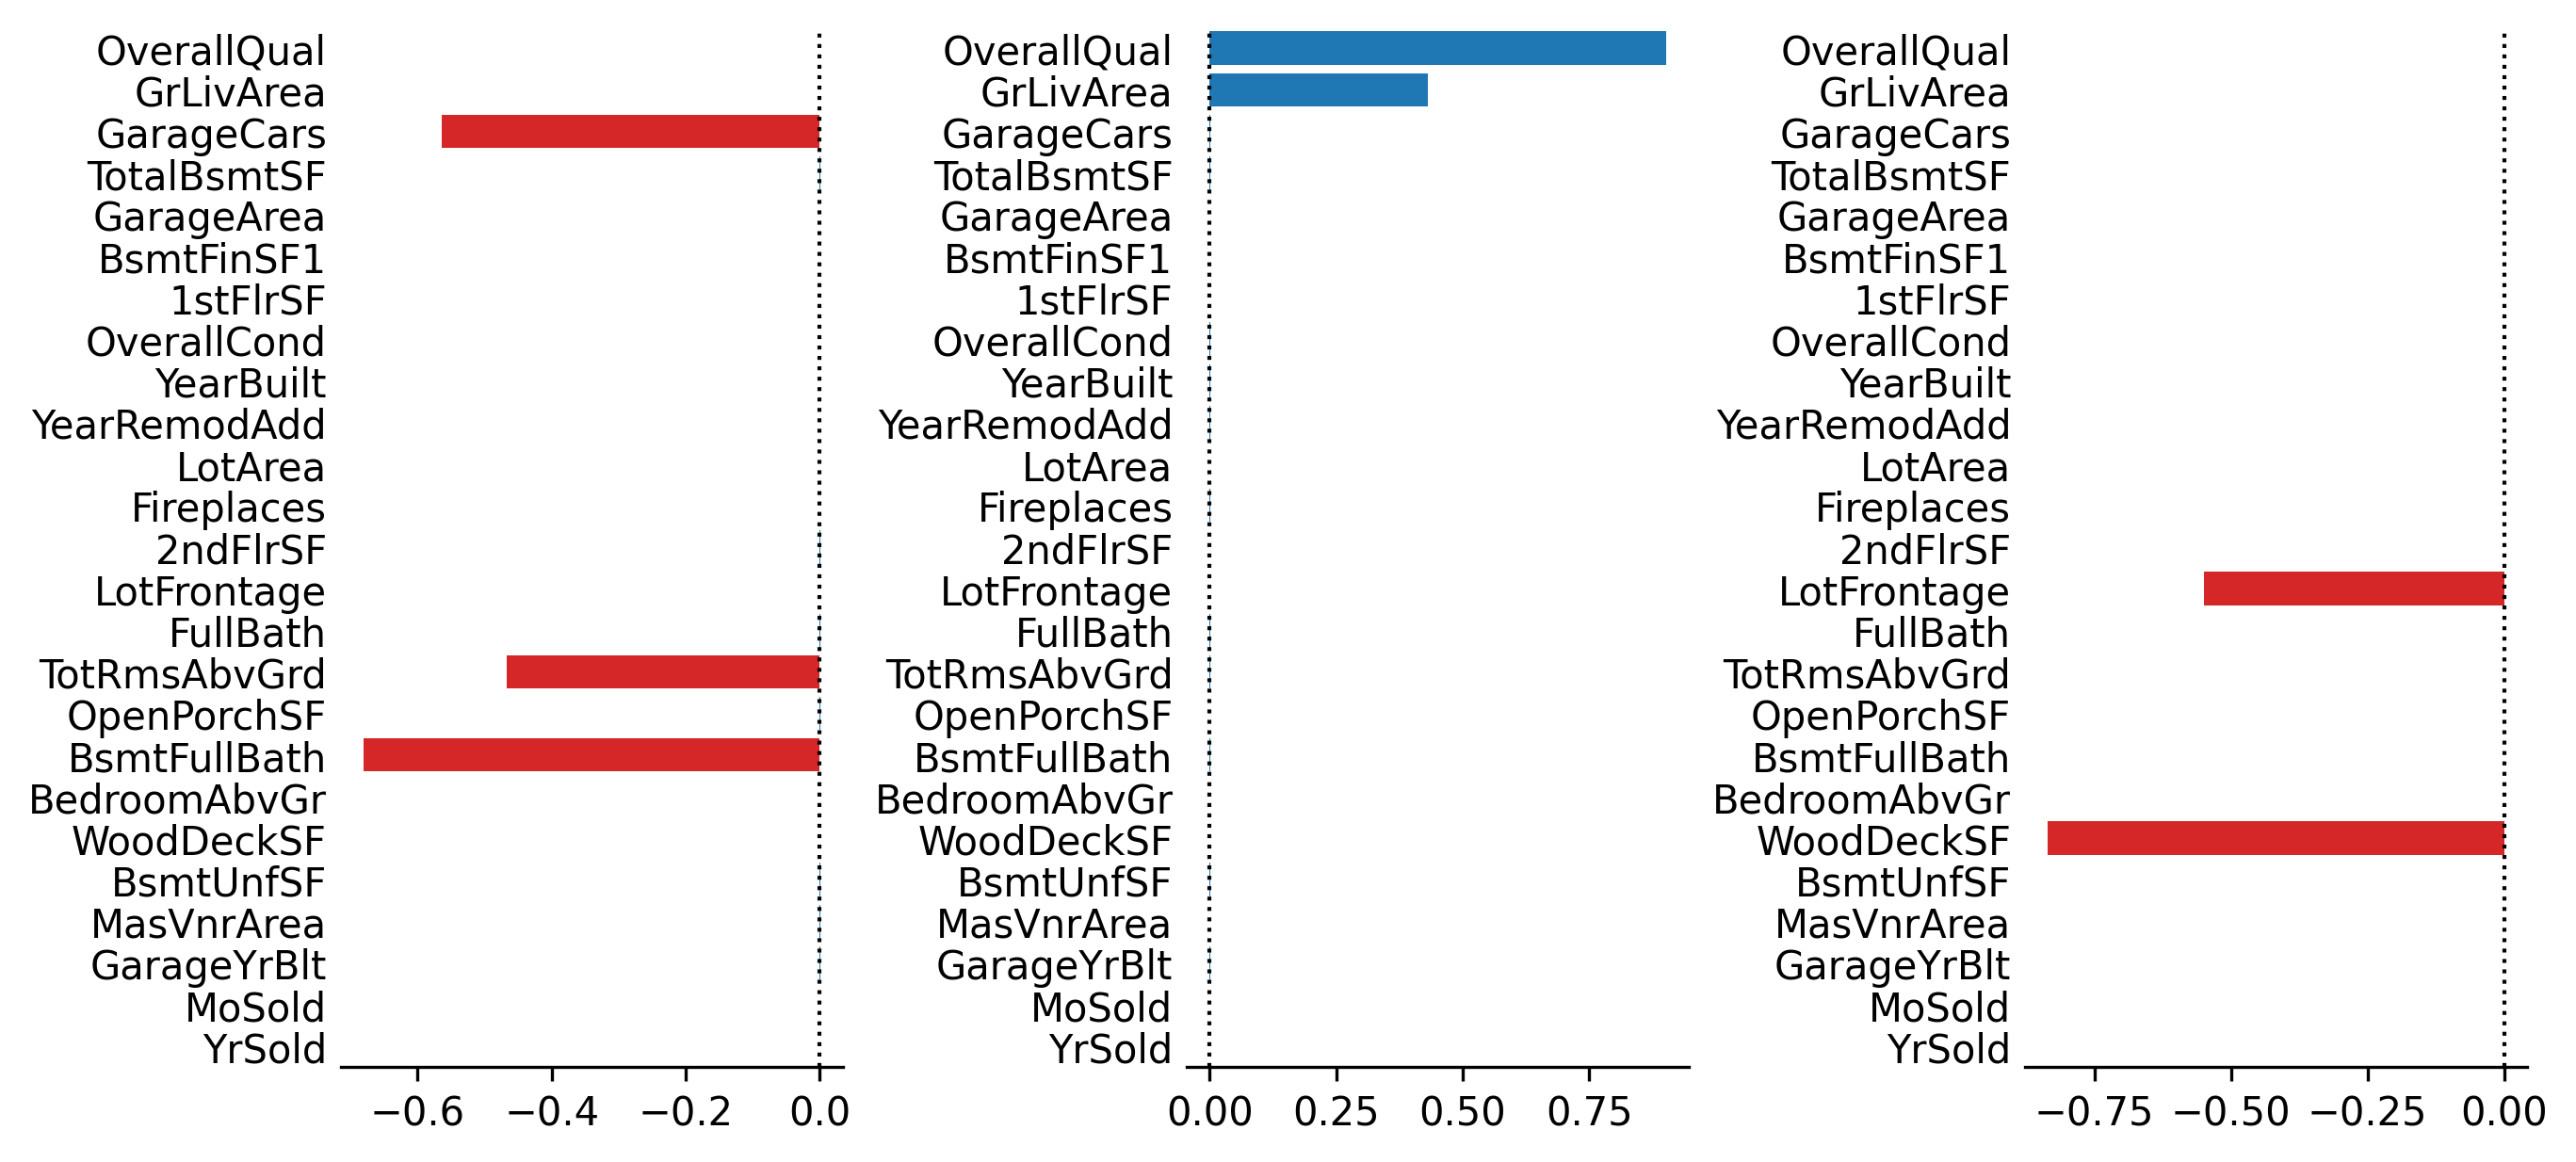 OverallQual
GrLivArea
GarageCars
TotalBsmtSF
GarageArea
BsmtFinSF1
1stFlrSF
OverallCond
YearBuilt
YearRemodAdd
LotArea
Fireplaces
2ndFlrSF
LotFrontage
FullBath
TotRmsAbvGrd
OpenPorchSF
BsmtFullBath
BedroomAbvGr
WoodDeckSF
BsmtUnfSF
MasVnrArea
GarageYrBlt
MoSold
YrSold
−0.6 −0.4 −0.2 0.0
OverallQual
GrLivArea
GarageCars
TotalBsmtSF
GarageArea
BsmtFinSF1
1stFlrSF
OverallCond
YearBuilt
YearRemodAdd
LotArea
Fireplaces
2ndFlrSF
LotFrontage
FullBath
TotRmsAbvGrd
OpenPorchSF
BsmtFullBath
BedroomAbvGr
WoodDeckSF
BsmtUnfSF
MasVnrArea
GarageYrBlt
MoSold
YrSold
0.00 0.25 0.50 0.75
OverallQual
GrLivArea
GarageCars
TotalBsmtSF
GarageArea
BsmtFinSF1
1stFlrSF
OverallCond
YearBuilt
YearRemodAdd
LotArea
Fireplaces
2ndFlrSF
LotFrontage
FullBath
TotRmsAbvGrd
OpenPorchSF
BsmtFullBath
BedroomAbvGr
WoodDeckSF
BsmtUnfSF
MasVnrArea
GarageYrBlt
MoSold
YrSold
−0.75 −0.50 −0.25 0.00